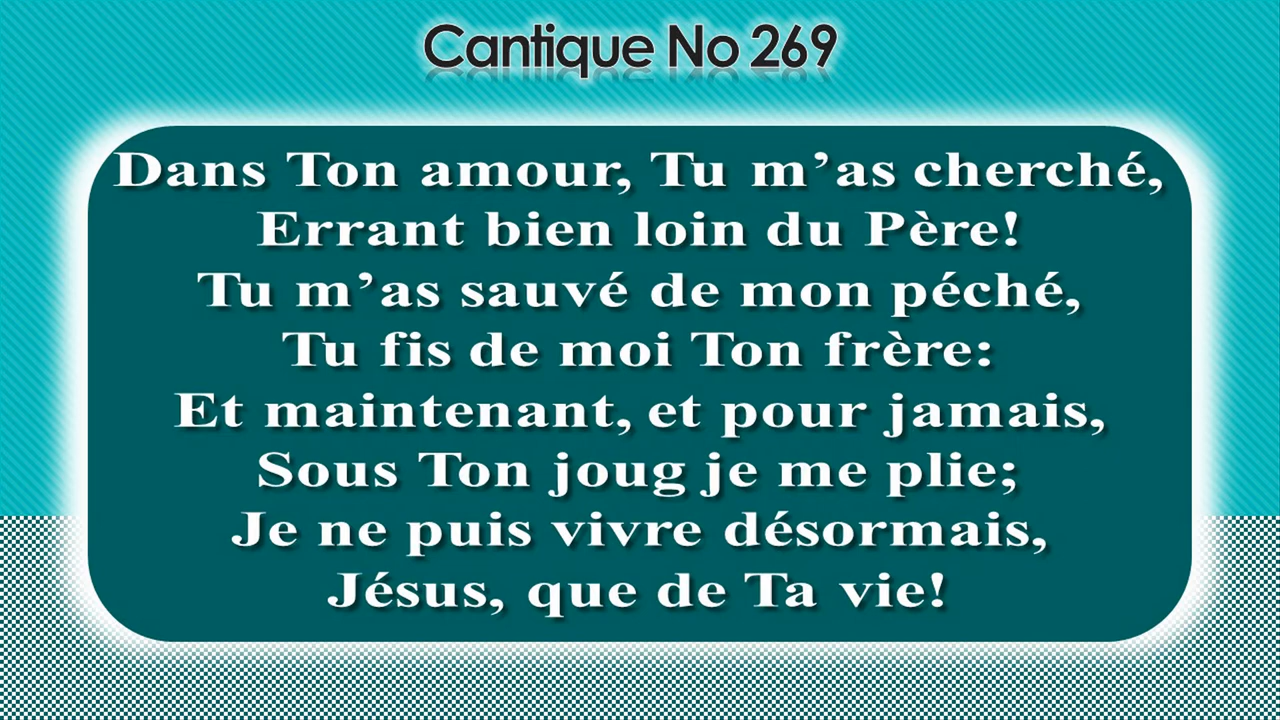 Cantique No 269
Dans Ton amour, Tu m’as cherché,
Errant bien loin du Père!
Tu m’as sauvé de mon péché,
Tu fis de moi Ton frère:
Et maintenant, et pour jamais,
Sous Ton joug je me plie;
Je ne puis vivre désormais,
Jésus, que de Ta vie!